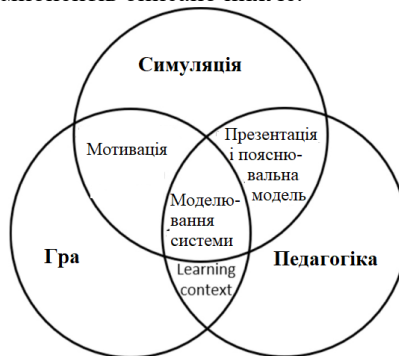 Симуляція
Мотивація
Презентація
і поясню-
вальна
модель
Моделю-
вання
системи
Гра
Педагогіка
Learning
context